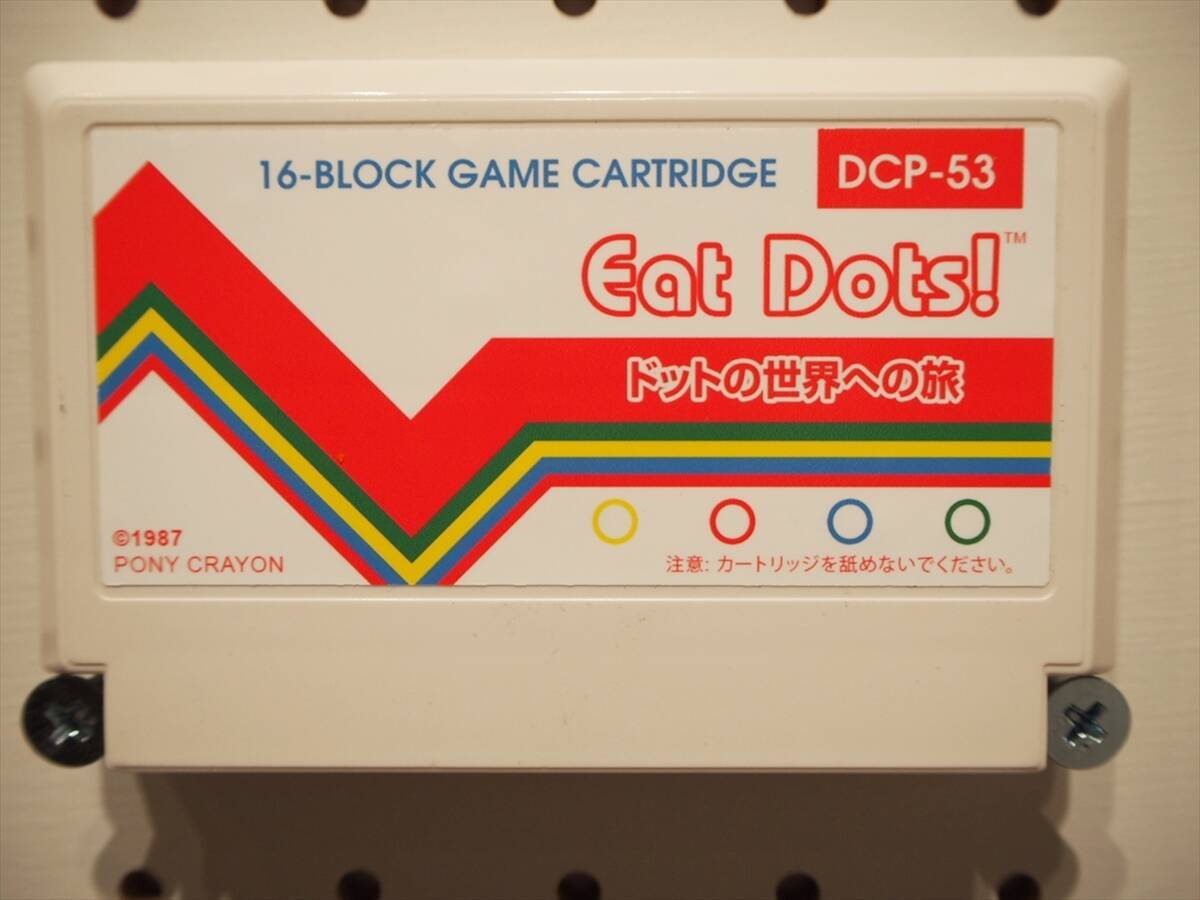 16-BLOCK GAME CARTRIDGE
DCP-53
Eat Dots!™
ドットの世界への旅
©1987
PONY CRAYON
注意: カートリッジを舐めないでください。